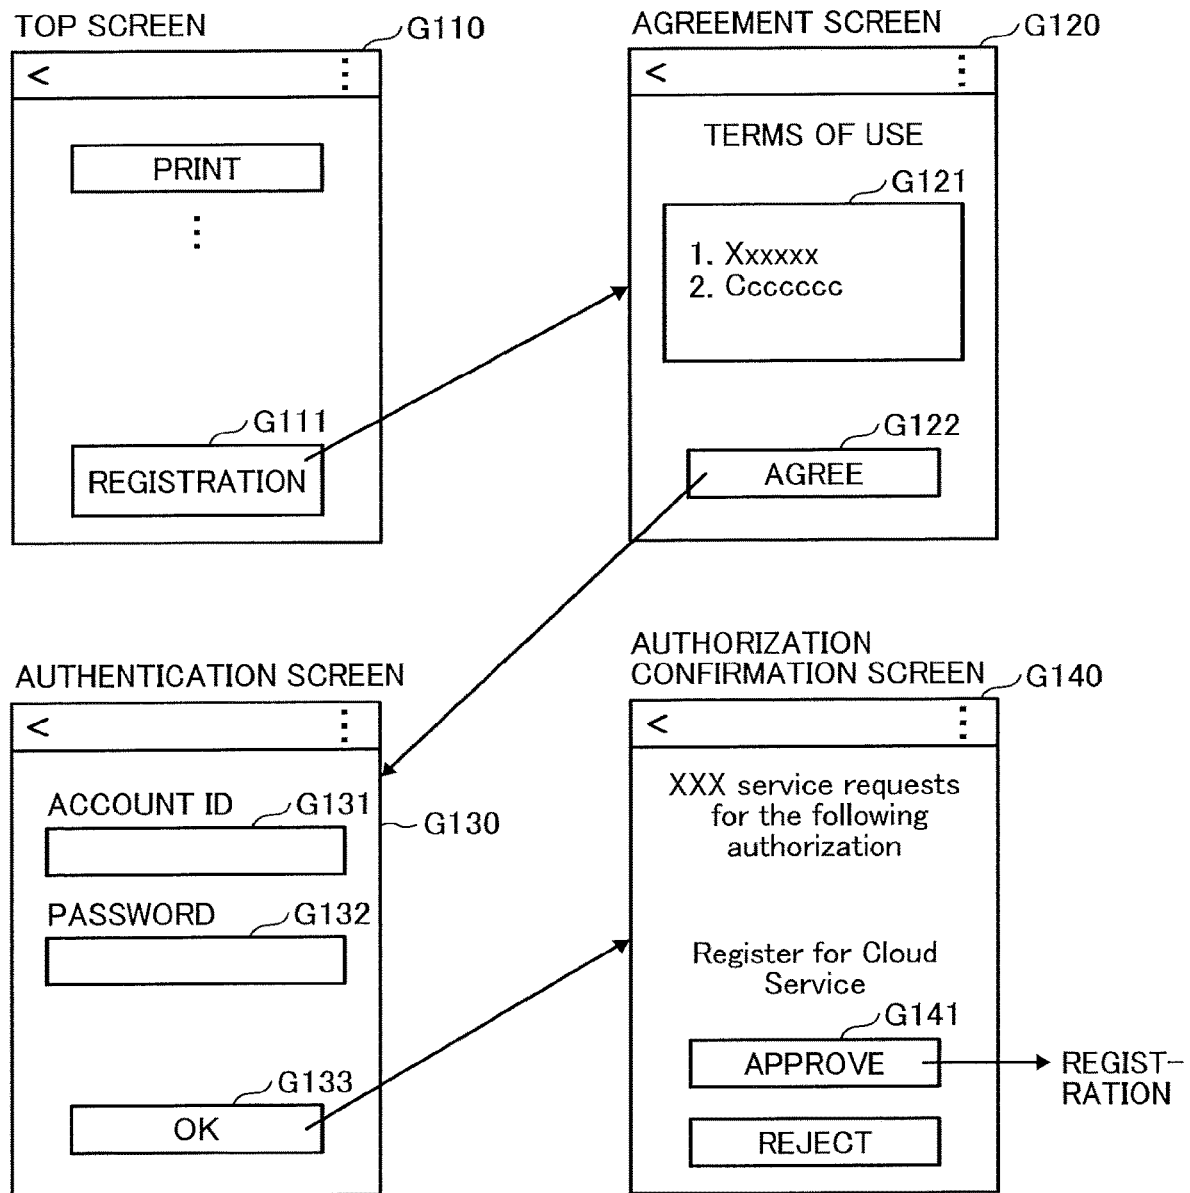 TOP SCREEN
G110
<
⋮
PRINT
⋮
G111
REGISTRATION
AGREEMENT SCREEN
G120
<
⋮
TERMS OF USE
G121
1. Xxxxxx
2. Ccccccc
G122
AGREE
AUTHENTICATION SCREEN
<
⋮
G130
ACCOUNT ID
G131
PASSWORD
G132
G133
OK
AUTHORIZATION
CONFIRMATION SCREEN
G140
<
⋮
XXX service requests
for the following
authorization
Register for Cloud
Service
G141
APPROVE
REGIST-
RATION
REJECT